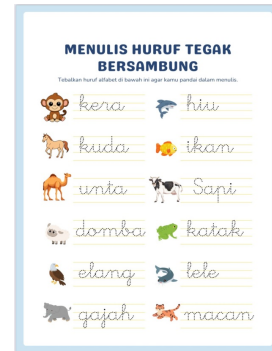 MENULIS HURUF TEGAK
BERSAMBUNG
Tebalkan huruf alfabet di bawah ini agar kamu pandai dalam menulis.
kera hiu
kuda ikan
unta Sapi
domba katak
elang lele
gajah macan